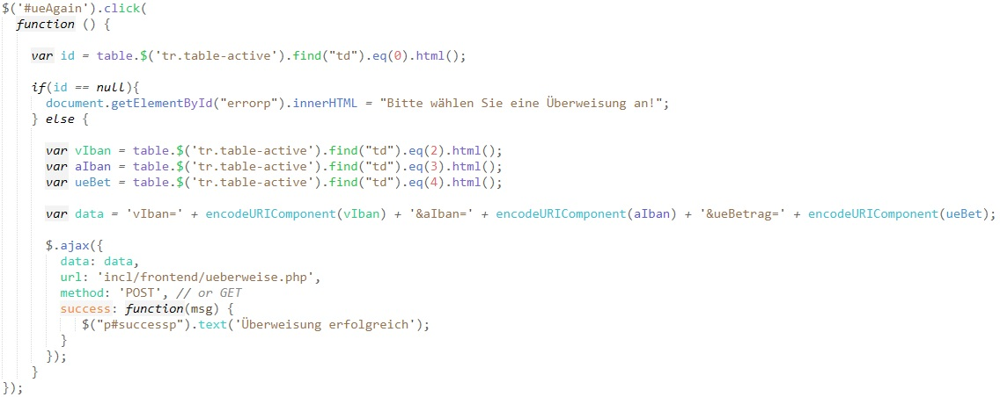 $('#ueAgain').click(
function () {
var id = table.$('tr.table-active').find("td").eq(0).html();
if(id == null){
document.getElementById("errorp").innerHTML = "Bitte wählen Sie eine Überweisung an!";
} else {
var vIban = table.$('tr.table-active').find("td").eq(2).html();
var aIban = table.$('tr.table-active').find("td").eq(3).html();
var ueBet = table.$('tr.table-active').find("td").eq(4).html();
var data = 'vIban=' + encodeURIComponent(vIban) + '&aIban=' + encodeURIComponent(aIban) + '&ueBetrag=' + encodeURIComponent(ueBet);
$.ajax({
data: data,
url: 'incl/frontend/ueberweise.php',
method: 'POST', // or GET
success: function(msg) {
$("p#successp").text('Überweisung erfolgreich');
}
});
}
});